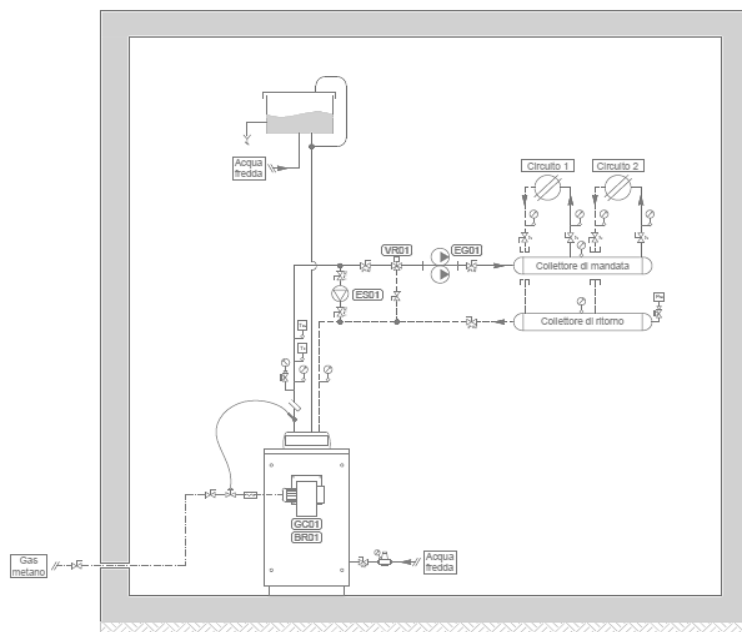 Acqua
fredda
Circuito 1
Circuito 2
VR01
EG01
Collettore di mandata
ES01
Collettore di ritorno
GC01
BR01
Gas
metano
Acqua
fredda